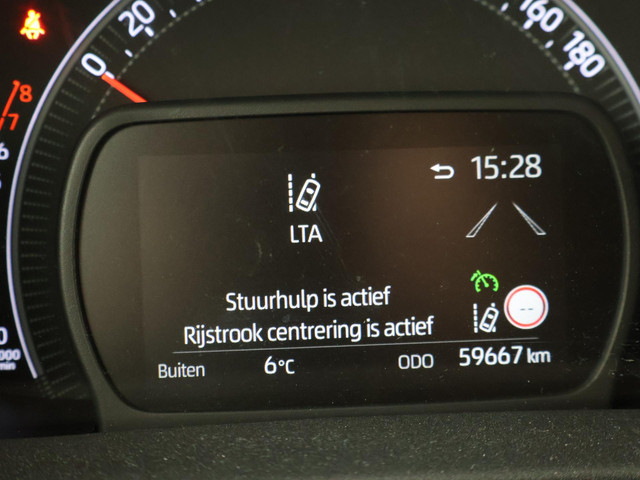 20
0
160
180
8
7
6
15:28
LTA
Stuurhulp is actief
Rijstrook centrering is actief
--
Buiten 6°C ODO 59667 km